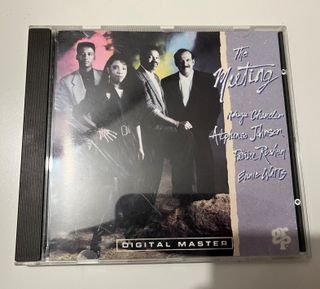 The
Meeting
Ndugu Chancler
Alphonso Johnson
Patrice Rushen
Ernie Watts
DIGITAL MASTER
GRP